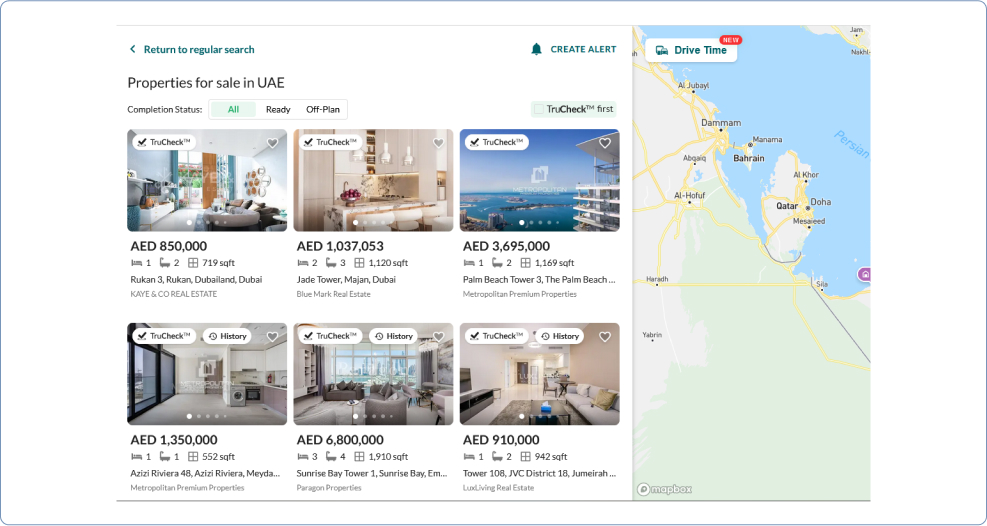 Return to regular search
CREATE ALERT
Properties for sale in UAE
Completion Status: All Ready Off-Plan
TruCheck™ first
TruCheck™
TruCheck™
TruCheck™
METROPOLITAN
AED 850,000
1 2 719 sqft
Rukan 3, Rukan, Dubailand, Dubai
KAYE & CO REAL ESTATE
AED 1,037,053
2 3 1,120 sqft
Jade Tower, Majan, Dubai
Blue Mark Real Estate
AED 3,695,000
1 2 1,169 sqft
Palm Beach Tower 3, The Palm Beach ...
Metropolitan Premium Properties
TruCheck™
History
METROPOLITAN
TruCheck™
History
TruCheck™
History
AED 1,350,000
1 1 552 sqft
Azizi Riviera 48, Azizi Riviera, Meyda...
Metropolitan Premium Properties
AED 6,800,000
3 4 1,910 sqft
Sunrise Bay Tower 1, Sunrise Bay, Em...
Paragon Properties
AED 910,000
1 2 942 sqft
Tower 108, JVC District 18, Jumeirah ...
LuxLiving Real Estate
Drive Time
NEW
Jam
Nakhl
Al Jubayl
Dammam
Manama
Persian
Abqaiq
Bahrain
Al Khor
Al-Hofuf
Qatar
Doha
Mesaieed
Haradh
Sila
Yabrin
mapbox